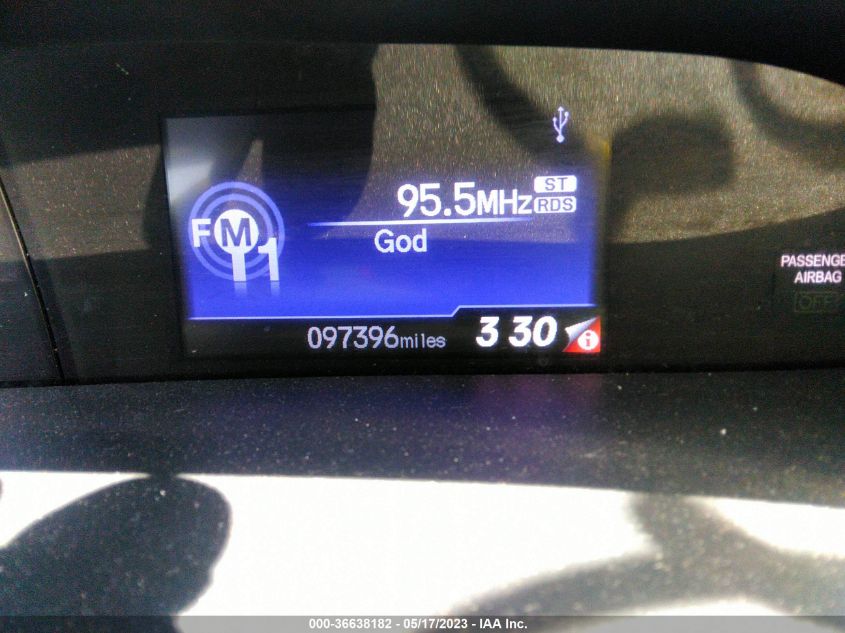 95.5MHz ST
RDS
FM
1
God
PASSENGE
AIRBAG
OFF
097396miles 3 30 i
000-36638182 - 05/17/2023 - IAA Inc.